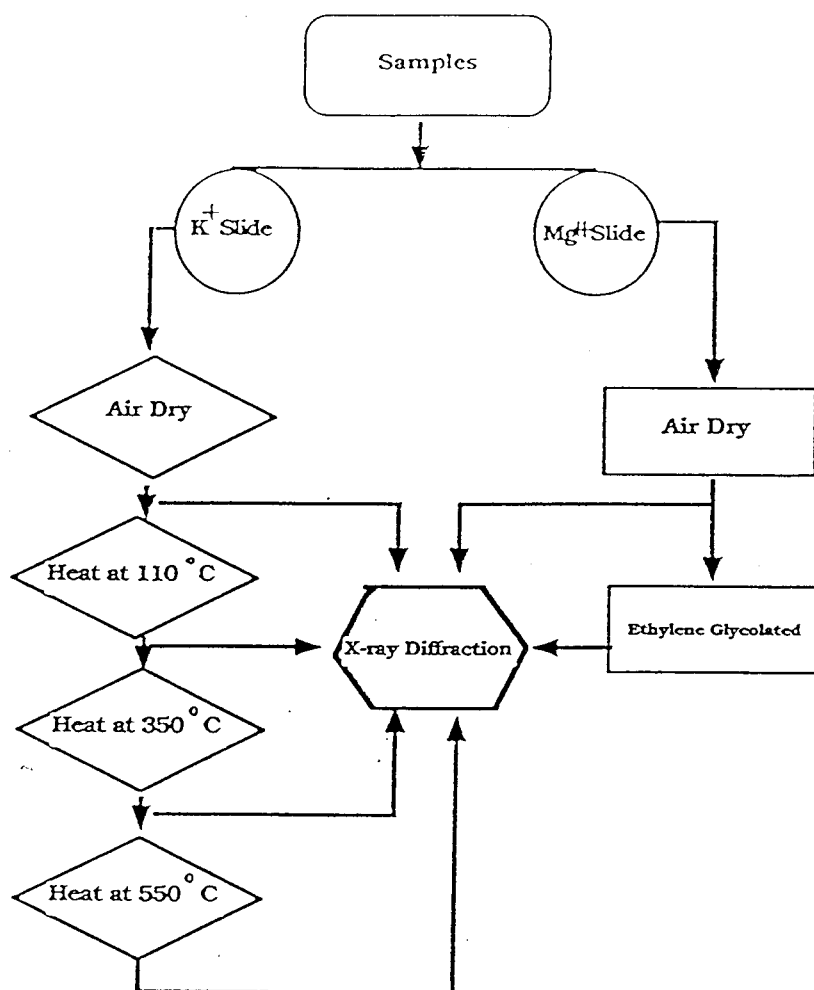 Samples
K⁺ Slide
Mg⁺⁺ Slide
Air Dry
Air Dry
Heat at 110 °C
X-ray Diffraction
Ethylene Glycolated
Heat at 350 °C
Heat at 550 °C